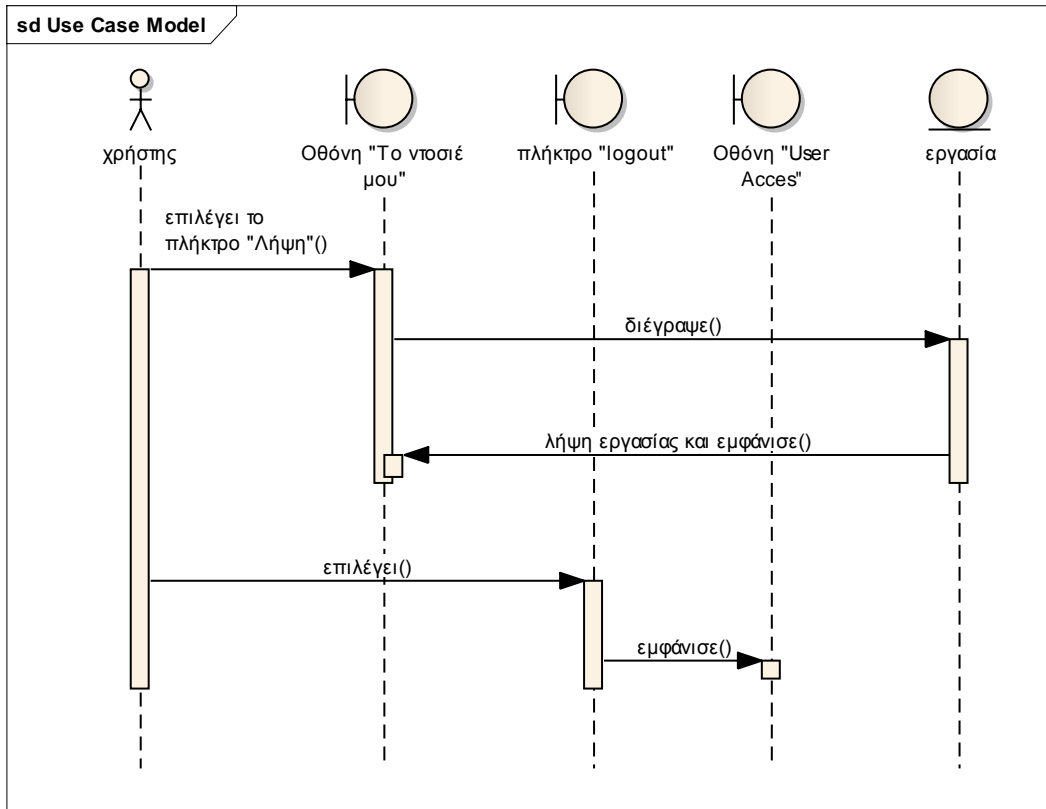 sd Use Case Model
χρήστης
Οθόνη "Το ντοσιέ
μου"
πλήκτρο "logout"
Οθόνη "User
Acces"
εργασία
επιλέγει το
πλήκτρο "Λήψη"()
διέγραψε()
λήψη εργασίας και εμφάνισε()
επιλέγει()
εμφάνισε()